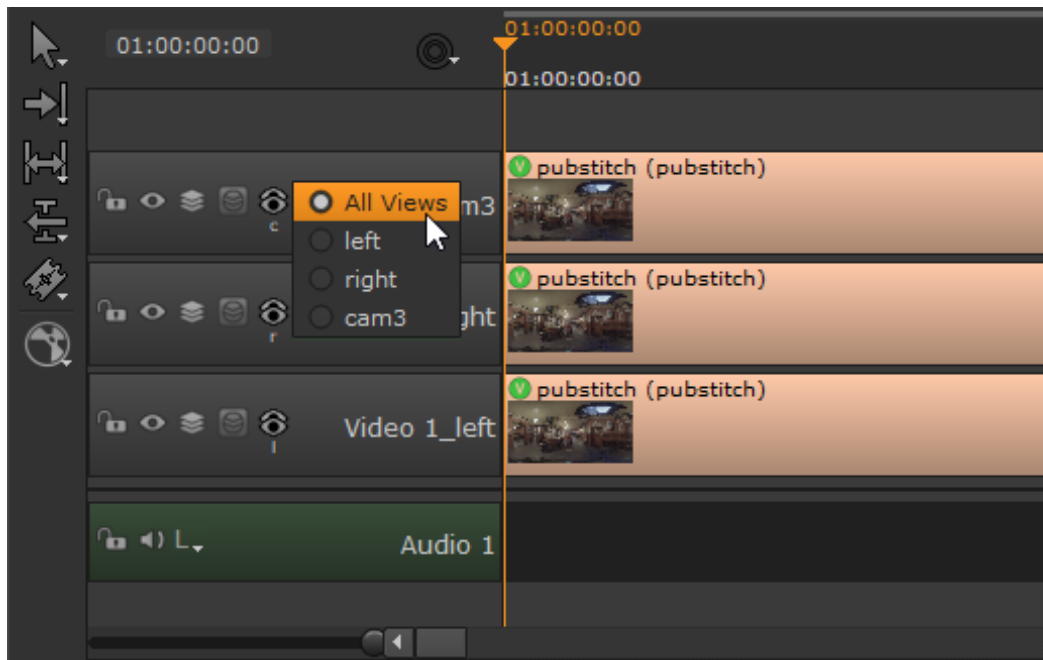 01:00:00:00
01:00:00:00
01:00:00:00
V pubstitch (pubstitch)
c
All Views
m3
left
right
cam3
V pubstitch (pubstitch)
r
ght
V pubstitch (pubstitch)
l
Video 1_left
L
Audio 1